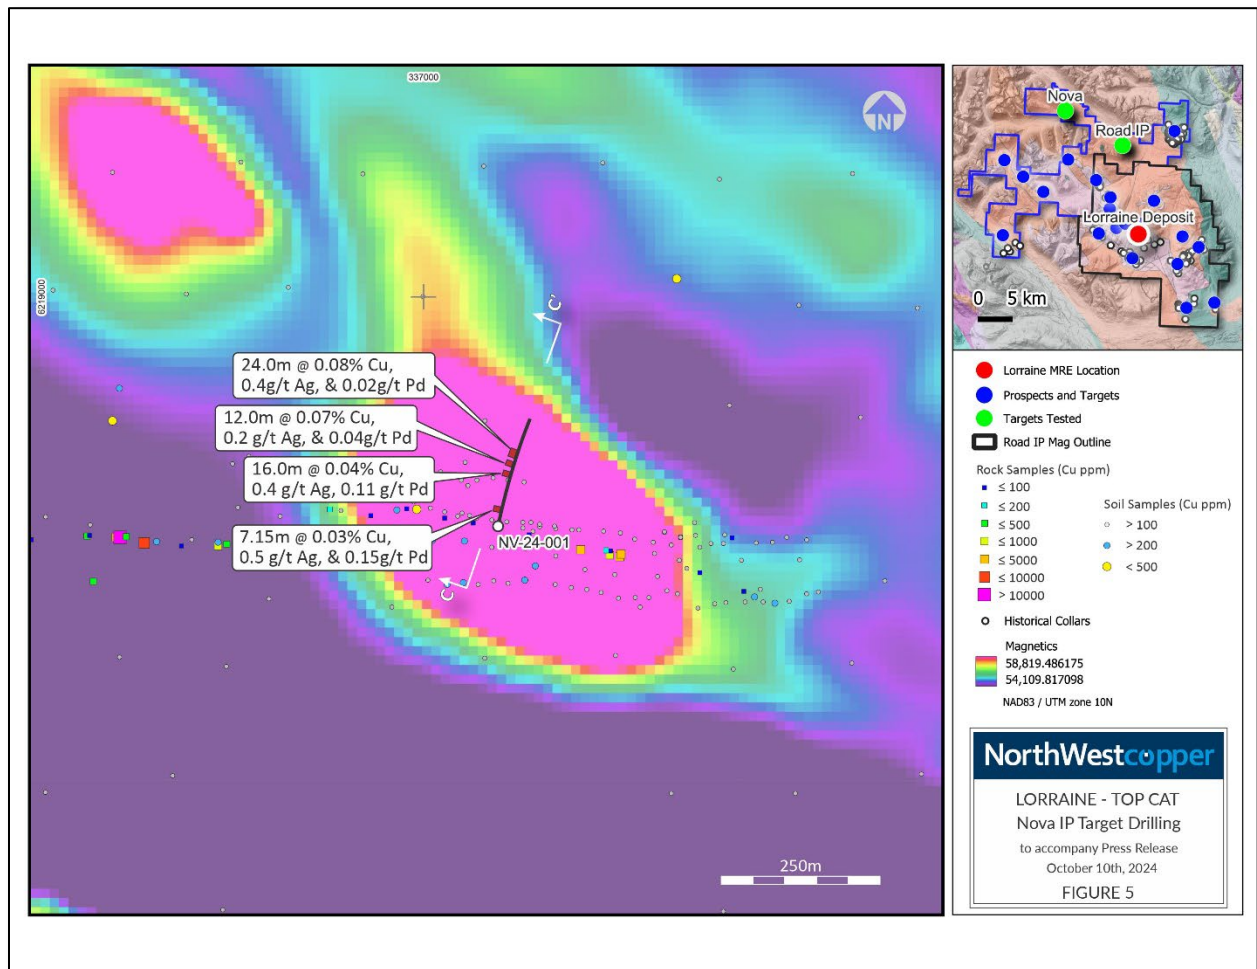 337000
N
6219000
C'
24.0m @ 0.08% Cu,
0.4g/t Ag, & 0.02g/t Pd
12.0m @ 0.07% Cu,
0.2 g/t Ag, & 0.04g/t Pd
16.0m @ 0.04% Cu,
0.4 g/t Ag, 0.11 g/t Pd
7.15m @ 0.03% Cu,
0.5 g/t Ag, & 0.15g/t Pd
NV-24-001
C
250m
Nova
Road IP
Lorraine Deposit
0 5 km
Lorraine MRE Location
Prospects and Targets
Targets Tested
Road IP Mag Outline
Rock Samples (Cu ppm)
≤ 100
≤ 200
≤ 500
≤ 1000
≤ 5000
≤ 10000
> 10000
Soil Samples (Cu ppm)
> 100
> 200
< 500
Historical Collars
Magnetics
58,819.486175
54,109.817098
NAD83 / UTM zone 10N
NorthWestcopper
LORRAINE - TOP CAT
Nova IP Target Drilling
to accompany Press Release
October 10th, 2024
FIGURE 5